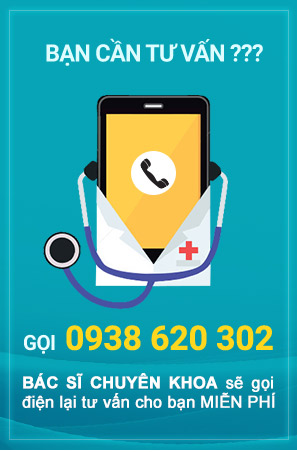 BẠN CẦN TƯ VẤN ???
GỌI 0938 620 302
BÁC SĨ CHUYÊN KHOA sẽ gọi
điện lại tư vấn cho bạn MIỄN PHÍ